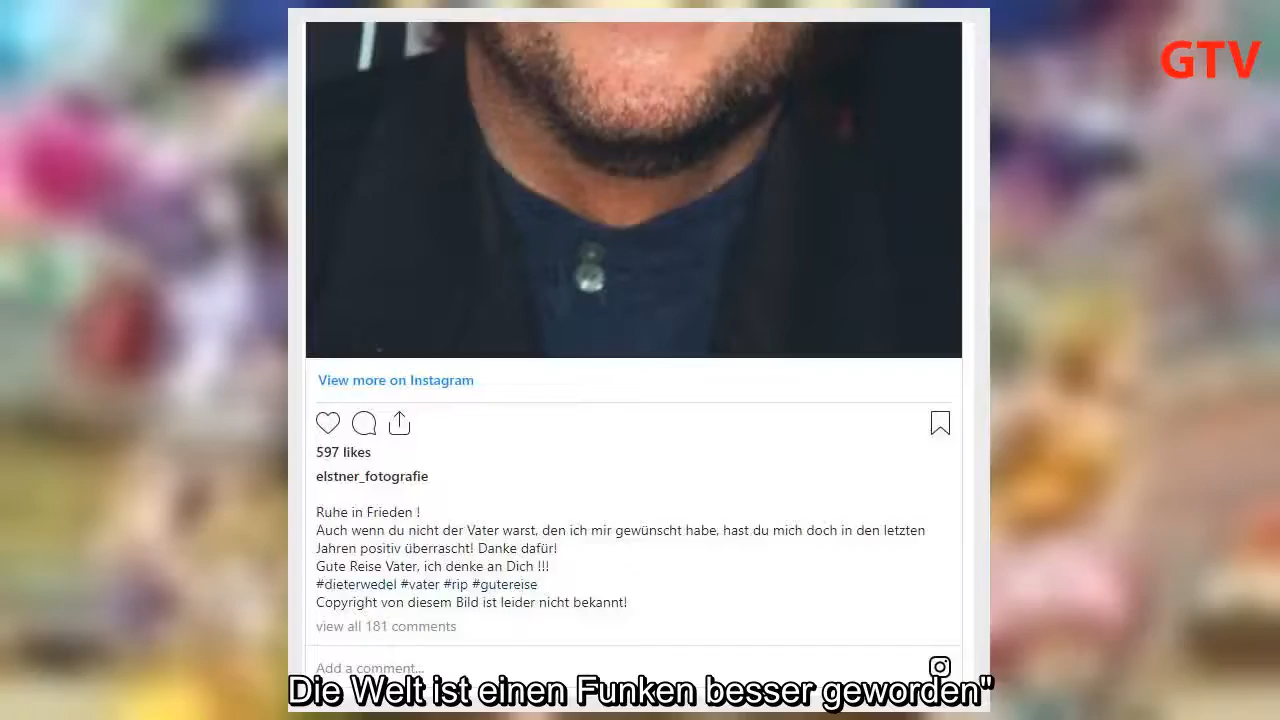 GTV
View more on Instagram
597 likes
elstner_fotografie
Ruhe in Frieden !
Auch wenn du nicht der Vater warst, den ich mir gewünscht habe, hast du mich doch in den letzten
Jahren positiv überrascht! Danke dafür!
Gute Reise Vater, ich denke an Dich !!!
#dieterwedel #vater #rip #gutereise
Copyright von diesem Bild ist leider nicht bekannt!
view all 181 comments
Add a comment...
Die Welt ist einen Funken besser geworden"